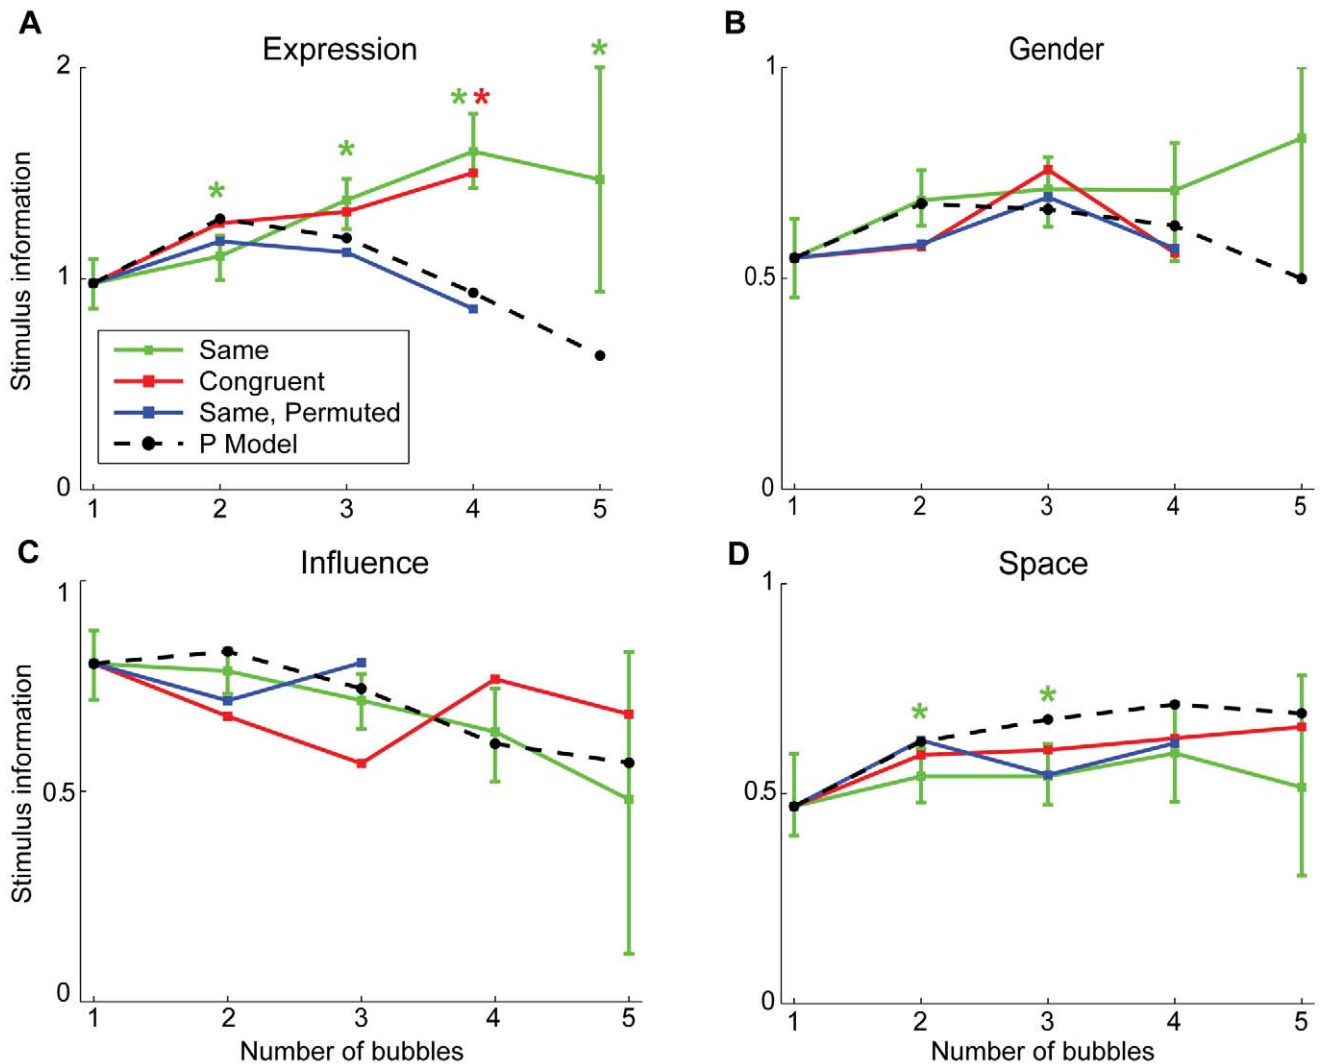 A
Expression
Stimulus information
2
1
0
* * * * * *
Same
Congruent
Same, Permuted
P Model
1 2 3 4 5
B
Gender
1
0.5
0
1 2 3 4 5
C
Influence
Stimulus information
1
0.5
0
1 2 3 4 5
Number of bubbles
D
Space
1
0.5
0
* *
1 2 3 4 5
Number of bubbles